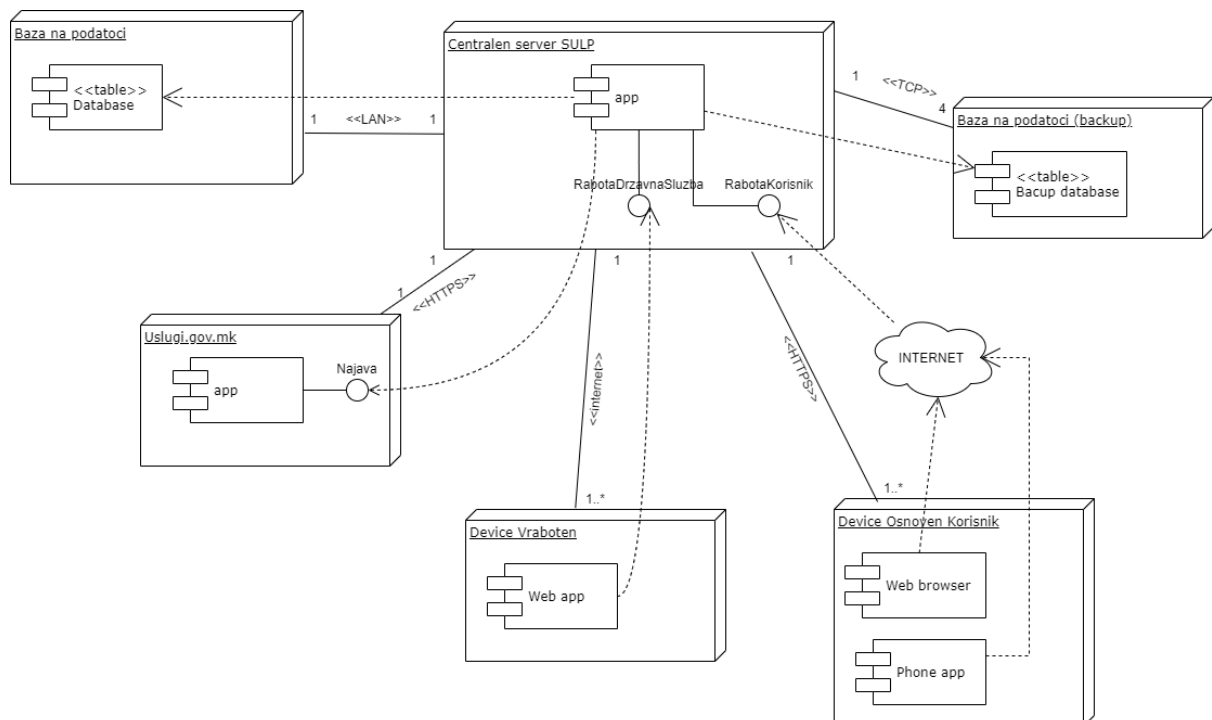 Baza na podatoci
<<table>>
Database
1
<<LAN>>
1
Centralen server SULP
app
RabotaDrzavnaSluzba
RabotaKorisnik
1
<<TCP>>
4
Baza na podatoci (backup)
<<table>>
Bacup database
1
1
<<HTTPS>>
Uslugi.gov.mk
app
Najava
1
<<internet>>
1..*
1
<<HTTPS>>
1..*
INTERNET
Device Vraboten
Web app
Device Osnoven Korisnik
Web browser
Phone app